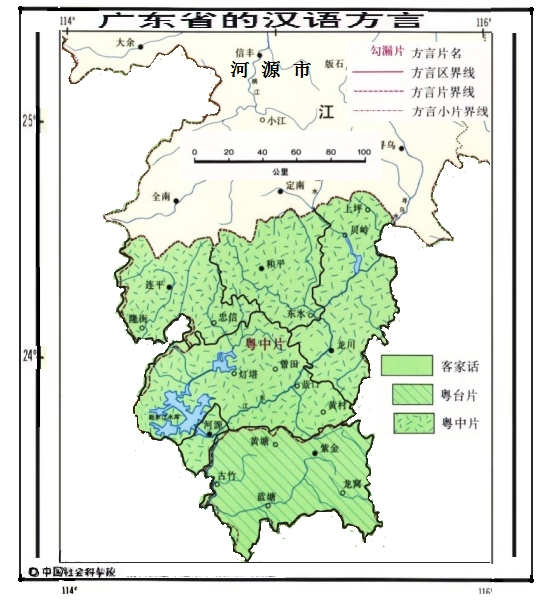 广东省的汉语方言
114°
116°
大余
信丰
河源市
版石
勾漏片 方言片名
方言区界线
方言片界线
方言小片界线
桃江
25°
小江
江
寻乌
0 20 40 60 80 100
公里
全南
定南
水
寻乌
上坪
贝岭
和平
连平
隆街
忠信
东水
24°
粤中片
龙川
曾田
灯塔
蓝口
江
黄村
河源
黄塘
紫金
古竹
龙窝
蓝塘
客家话
粤台片
粤中片
中国社会科学院
114°
116°